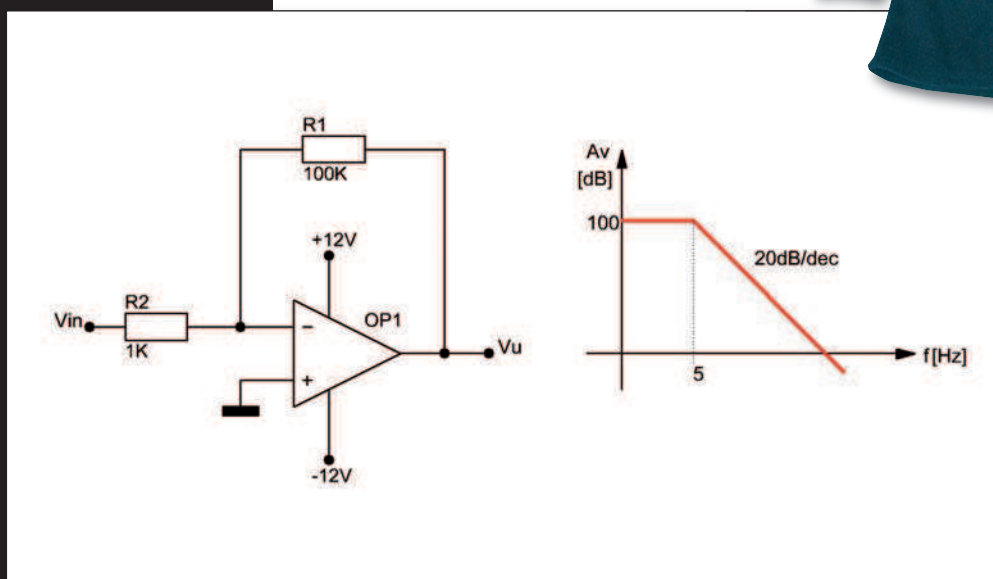 R1
100K
+12V
Vin
R2
1K
−
+
OP1
Vu
-12V
Av
[dB]
100
20dB/dec
5
f[Hz]